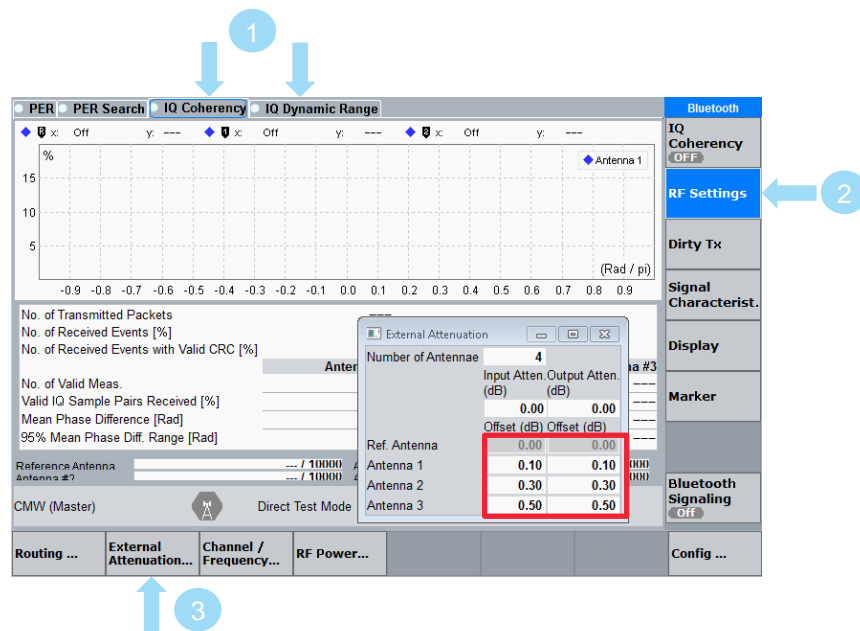 1
PER PER Search IQ Coherency IQ Dynamic Range Bluetooth
x: Off y: --- x: Off y: --- x: Off y: ---
IQ Coherency
OFF
%
Antenna 1
15
10
5
(Rad / pi)
-0.9 -0.8 -0.7 -0.6 -0.5 -0.4 -0.3 -0.2 -0.1 0.0 0.1 0.2 0.3 0.4 0.5 0.6 0.7 0.8 0.9
RF Settings
2
Dirty Tx
Signal
Characterist.
Display
Marker
Bluetooth
Signaling
Off
No. of Transmitted Packets ---
No. of Received Events [%]
No. of Received Events with Valid CRC [%]
No. of Valid Meas. ---
Valid IQ Sample Pairs Received [%] ---
Mean Phase Difference [Rad] ---
95% Mean Phase Diff. Range [Rad] ---
Reference Antenna --- / 10000
Antenna #2 --- / 10000
External Attenuation
Number of Antennae 4
Input Atten. Output Atten.
(dB) (dB)
0.00 0.00
Offset (dB) Offset (dB)
Ref. Antenna 0.00 0.00
Antenna 1 0.10 0.10
Antenna 2 0.30 0.30
Antenna 3 0.50 0.50
CMW (Master) Direct Test Mode
Routing ...
External
Attenuation...
Channel /
Frequency...
RF Power...
Config ...
3